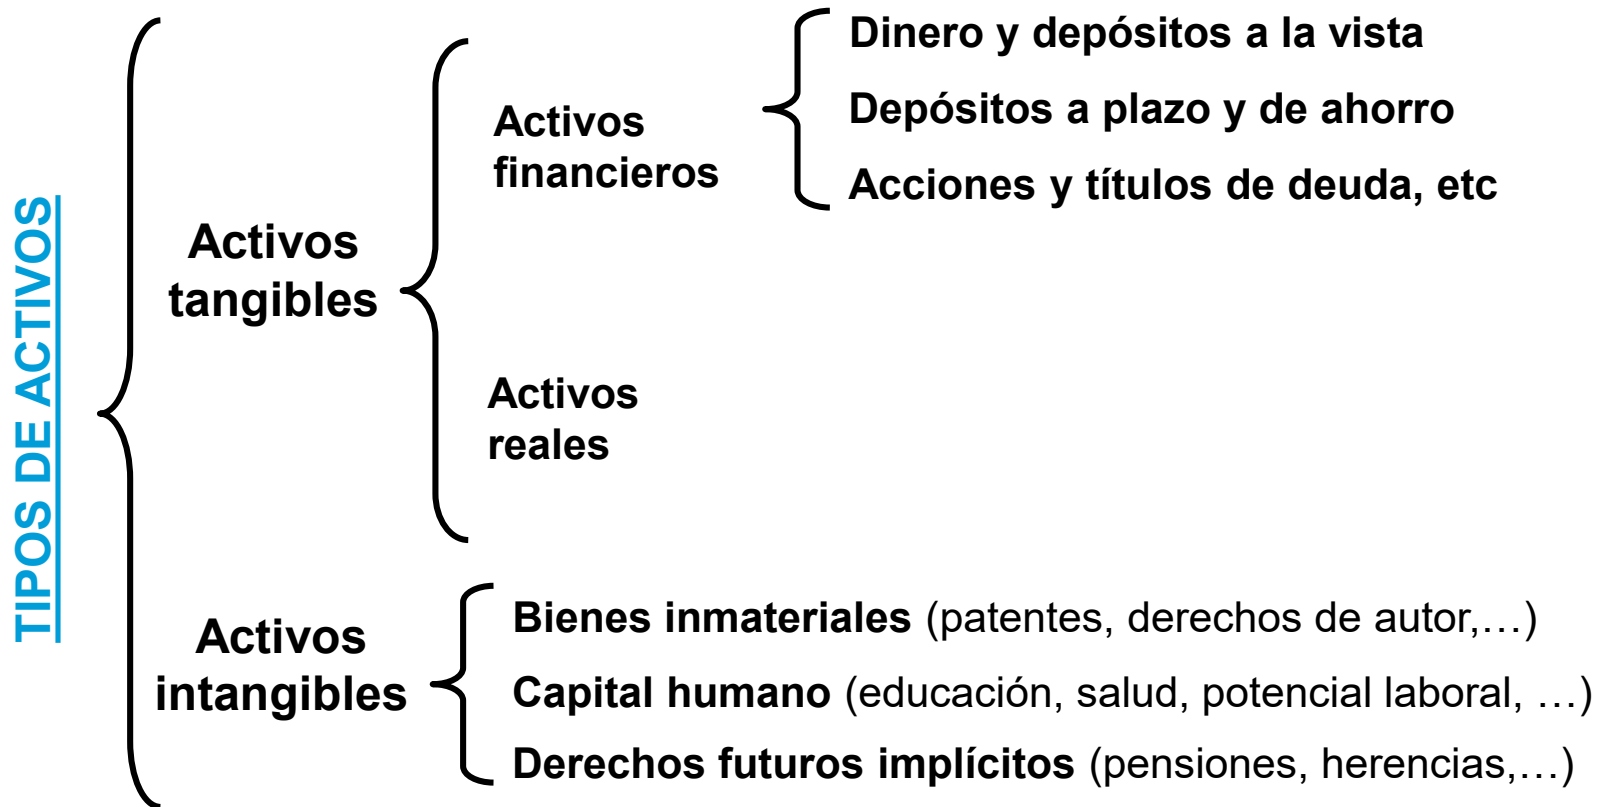 TIPOS DE ACTIVOS
Activos
tangibles
Activos
financieros
Dinero y depósitos a la vista
Depósitos a plazo y de ahorro
Acciones y títulos de deuda, etc
Activos
reales
Activos
intangibles
Bienes inmateriales (patentes, derechos de autor,…)
Capital humano (educación, salud, potencial laboral, …)
Derechos futuros implícitos (pensiones, herencias,…)